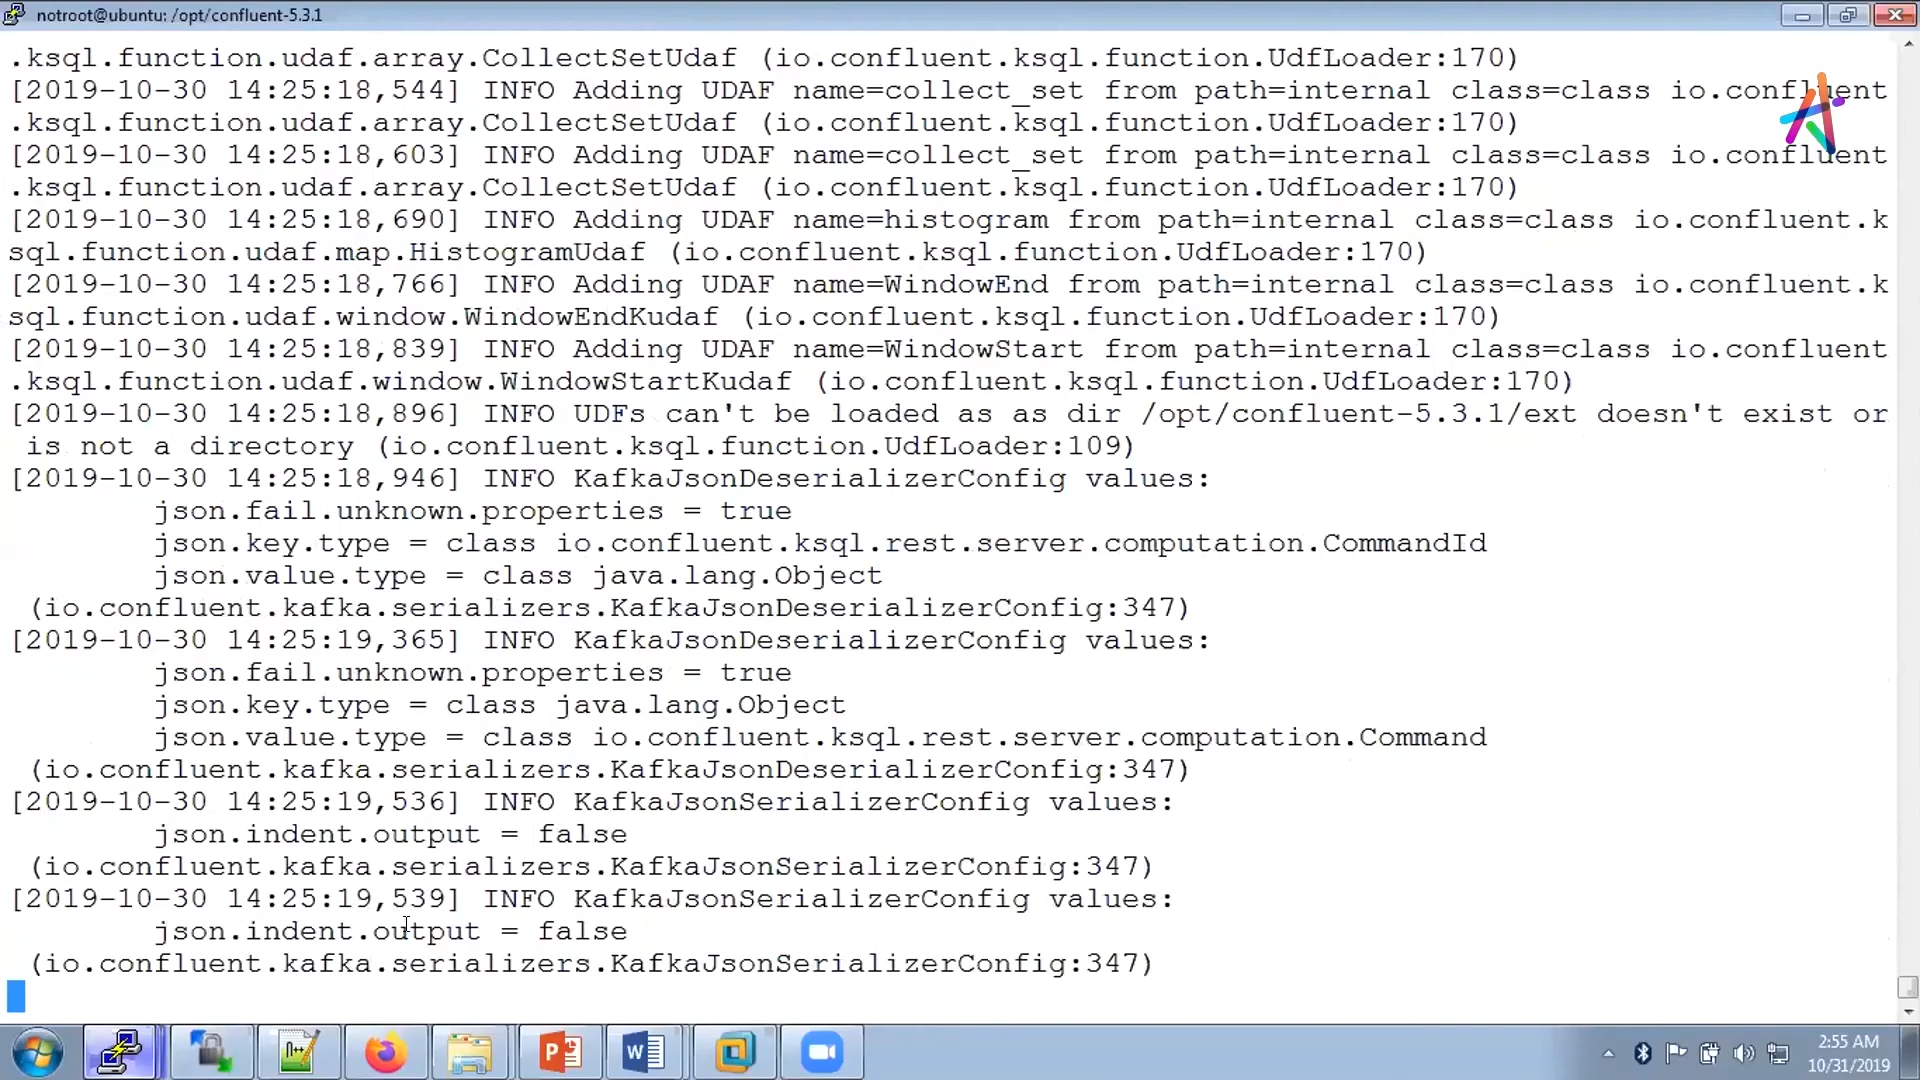 notroot@ubuntu: /opt/confluent-5.3.1
.ksql.function.udaf.array.CollectSetUdaf (io.confluent.ksql.function.UdfLoader:170)
[2019-10-30 14:25:18,544] INFO Adding UDAF name=collect_set from path=internal class=class io.confluent
.ksql.function.udaf.array.CollectSetUdaf (io.confluent.ksql.function.UdfLoader:170)
[2019-10-30 14:25:18,603] INFO Adding UDAF name=collect_set from path=internal class=class io.confluent
.ksql.function.udaf.array.CollectSetUdaf (io.confluent.ksql.function.UdfLoader:170)
[2019-10-30 14:25:18,690] INFO Adding UDAF name=histogram from path=internal class=class io.confluent.k
sql.function.udaf.map.HistogramUdaf (io.confluent.ksql.function.UdfLoader:170)
[2019-10-30 14:25:18,766] INFO Adding UDAF name=WindowEnd from path=internal class=class io.confluent.k
sql.function.udaf.window.WindowEndKudaf (io.confluent.ksql.function.UdfLoader:170)
[2019-10-30 14:25:18,839] INFO Adding UDAF name=WindowStart from path=internal class=class io.confluent
.ksql.function.udaf.window.WindowStartKudaf (io.confluent.ksql.function.UdfLoader:170)
[2019-10-30 14:25:18,896] INFO UDFs can't be loaded as as dir /opt/confluent-5.3.1/ext doesn't exist or
is not a directory (io.confluent.ksql.function.UdfLoader:109)
[2019-10-30 14:25:18,946] INFO KafkaJsonDeserializerConfig values:
json.fail.unknown.properties = true
json.key.type = class io.confluent.ksql.rest.server.computation.CommandId
json.value.type = class java.lang.Object
(io.confluent.kafka.serializers.KafkaJsonDeserializerConfig:347)
[2019-10-30 14:25:19,365] INFO KafkaJsonDeserializerConfig values:
json.fail.unknown.properties = true
json.key.type = class java.lang.Object
json.value.type = class io.confluent.ksql.rest.server.computation.Command
(io.confluent.kafka.serializers.KafkaJsonDeserializerConfig:347)
[2019-10-30 14:25:19,536] INFO KafkaJsonSerializerConfig values:
json.indent.output = false
(io.confluent.kafka.serializers.KafkaJsonSerializerConfig:347)
[2019-10-30 14:25:19,539] INFO KafkaJsonSerializerConfig values:
json.indent.output = false
(io.confluent.kafka.serializers.KafkaJsonSerializerConfig:347)
2:55 AM
10/31/2019